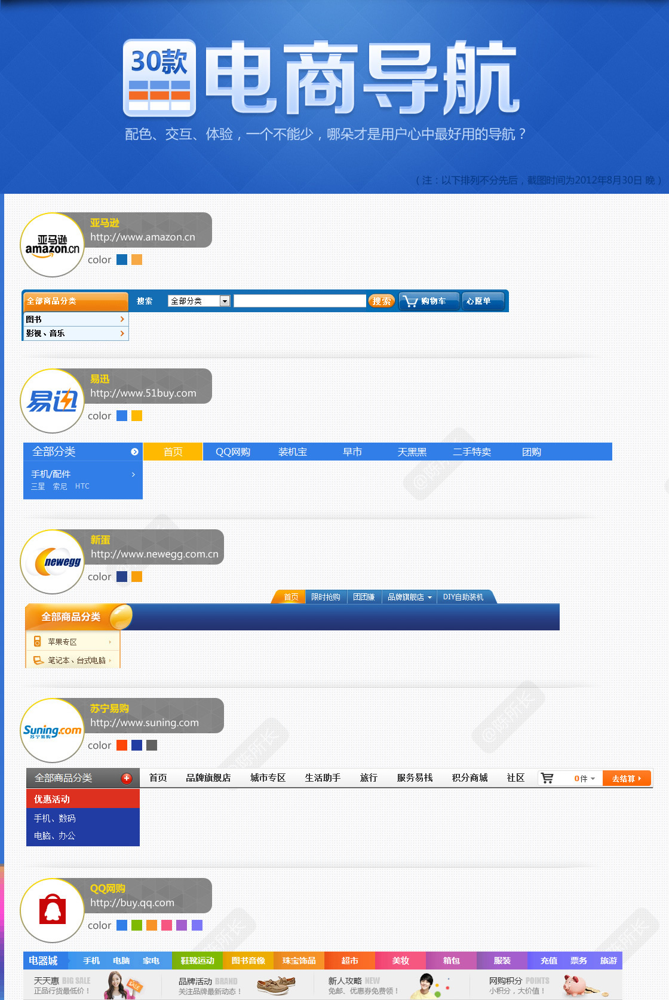 30款
电商导航
配色、交互、体验，一个不能少，哪朵才是用户心中最好用的导航？
（注：以下排列不分先后，截图时间为2012年8月30日 晚）
亚马逊
amazon.cn
亚马逊
http://www.amazon.cn
color
全部商品分类 搜索 全部分类 搜索 购物车 心愿单
图书
影视、音乐
易迅
易迅
http://www.51buy.com
color
全部分类 首页 QQ网购 装机宝 早市 天黑黑 二手特卖 团购
手机/配件
三星 索尼 HTC
@陈所长
newegg
新蛋
http://www.newegg.com.cn
color
首页 限时抢购 团团赚 品牌旗舰店 DIY自助装机
全部商品分类
苹果专区
笔记本、台式电脑
@陈所长
Suning.com
苏宁易购
苏宁易购
http://www.suning.com
color
@陈所长
全部商品分类 首页 品牌旗舰店 城市专区 生活助手 旅行 服务易栈 积分商城 社区 0件 去结算
优惠活动
手机、数码
电脑、办公
QQ网购
http://buy.qq.com
color
电器城 手机 电脑 家电 鞋靴运动 图书音像 珠宝饰品 超市 美妆 箱包 服装 充值 票务 旅游
天天惠 BIG SALE
正品行货最低价！
SALE
品牌活动 BRAND
关注品牌最新动态！
新人攻略 NEW
免邮、优惠券免费领！
网购积分 POINTS
小积分，大价值！